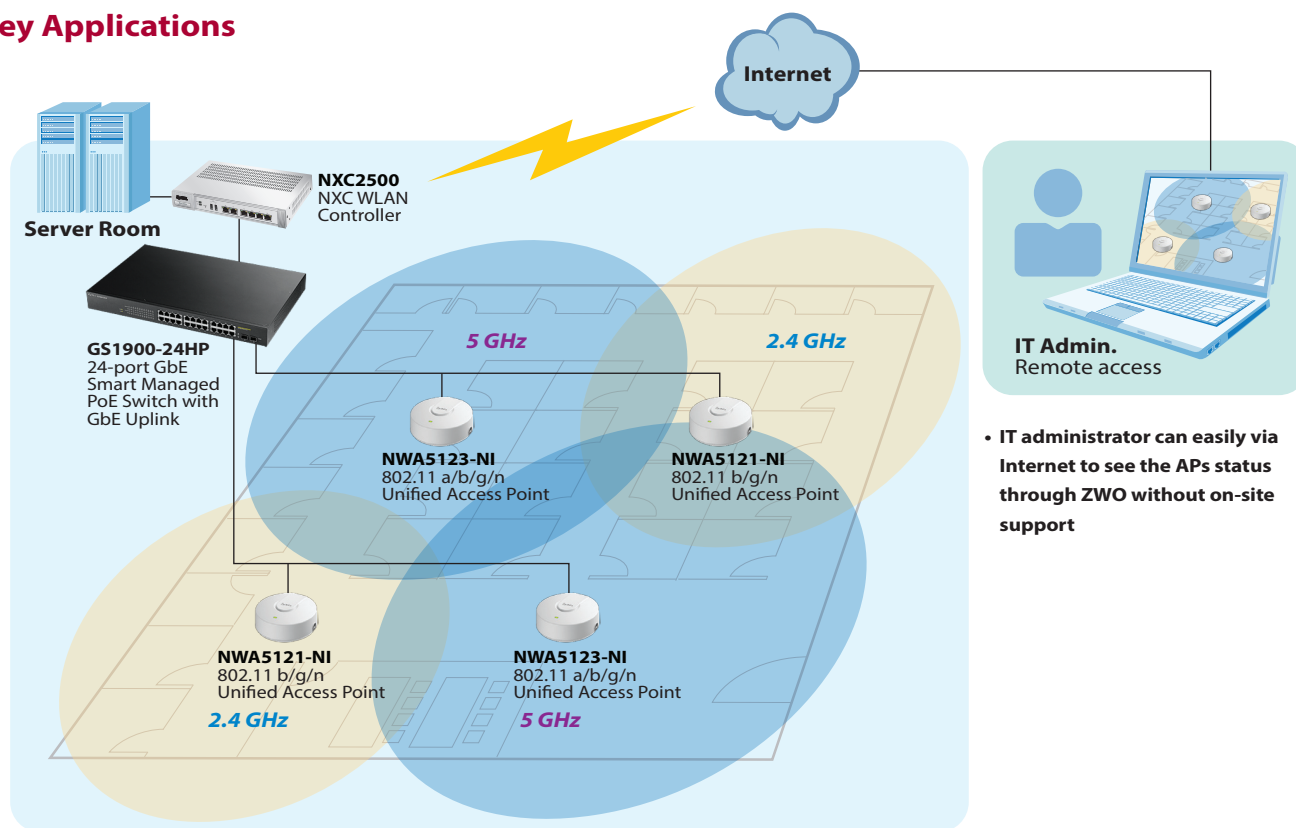 ey Applications
Internet
NXC2500
NXC WLAN
Controller
Server Room
GS1900-24HP
24-port GbE
Smart Managed
PoE Switch with
GbE Uplink
5 GHz
2.4 GHz
NWA5123-NI
802.11 a/b/g/n
Unified Access Point
NWA5121-NI
802.11 b/g/n
Unified Access Point
NWA5121-NI
802.11 b/g/n
Unified Access Point
2.4 GHz
NWA5123-NI
802.11 a/b/g/n
Unified Access Point
5 GHz
IT Admin.
Remote access
• IT administrator can easily via
Internet to see the APs status
through ZWO without on-site
support